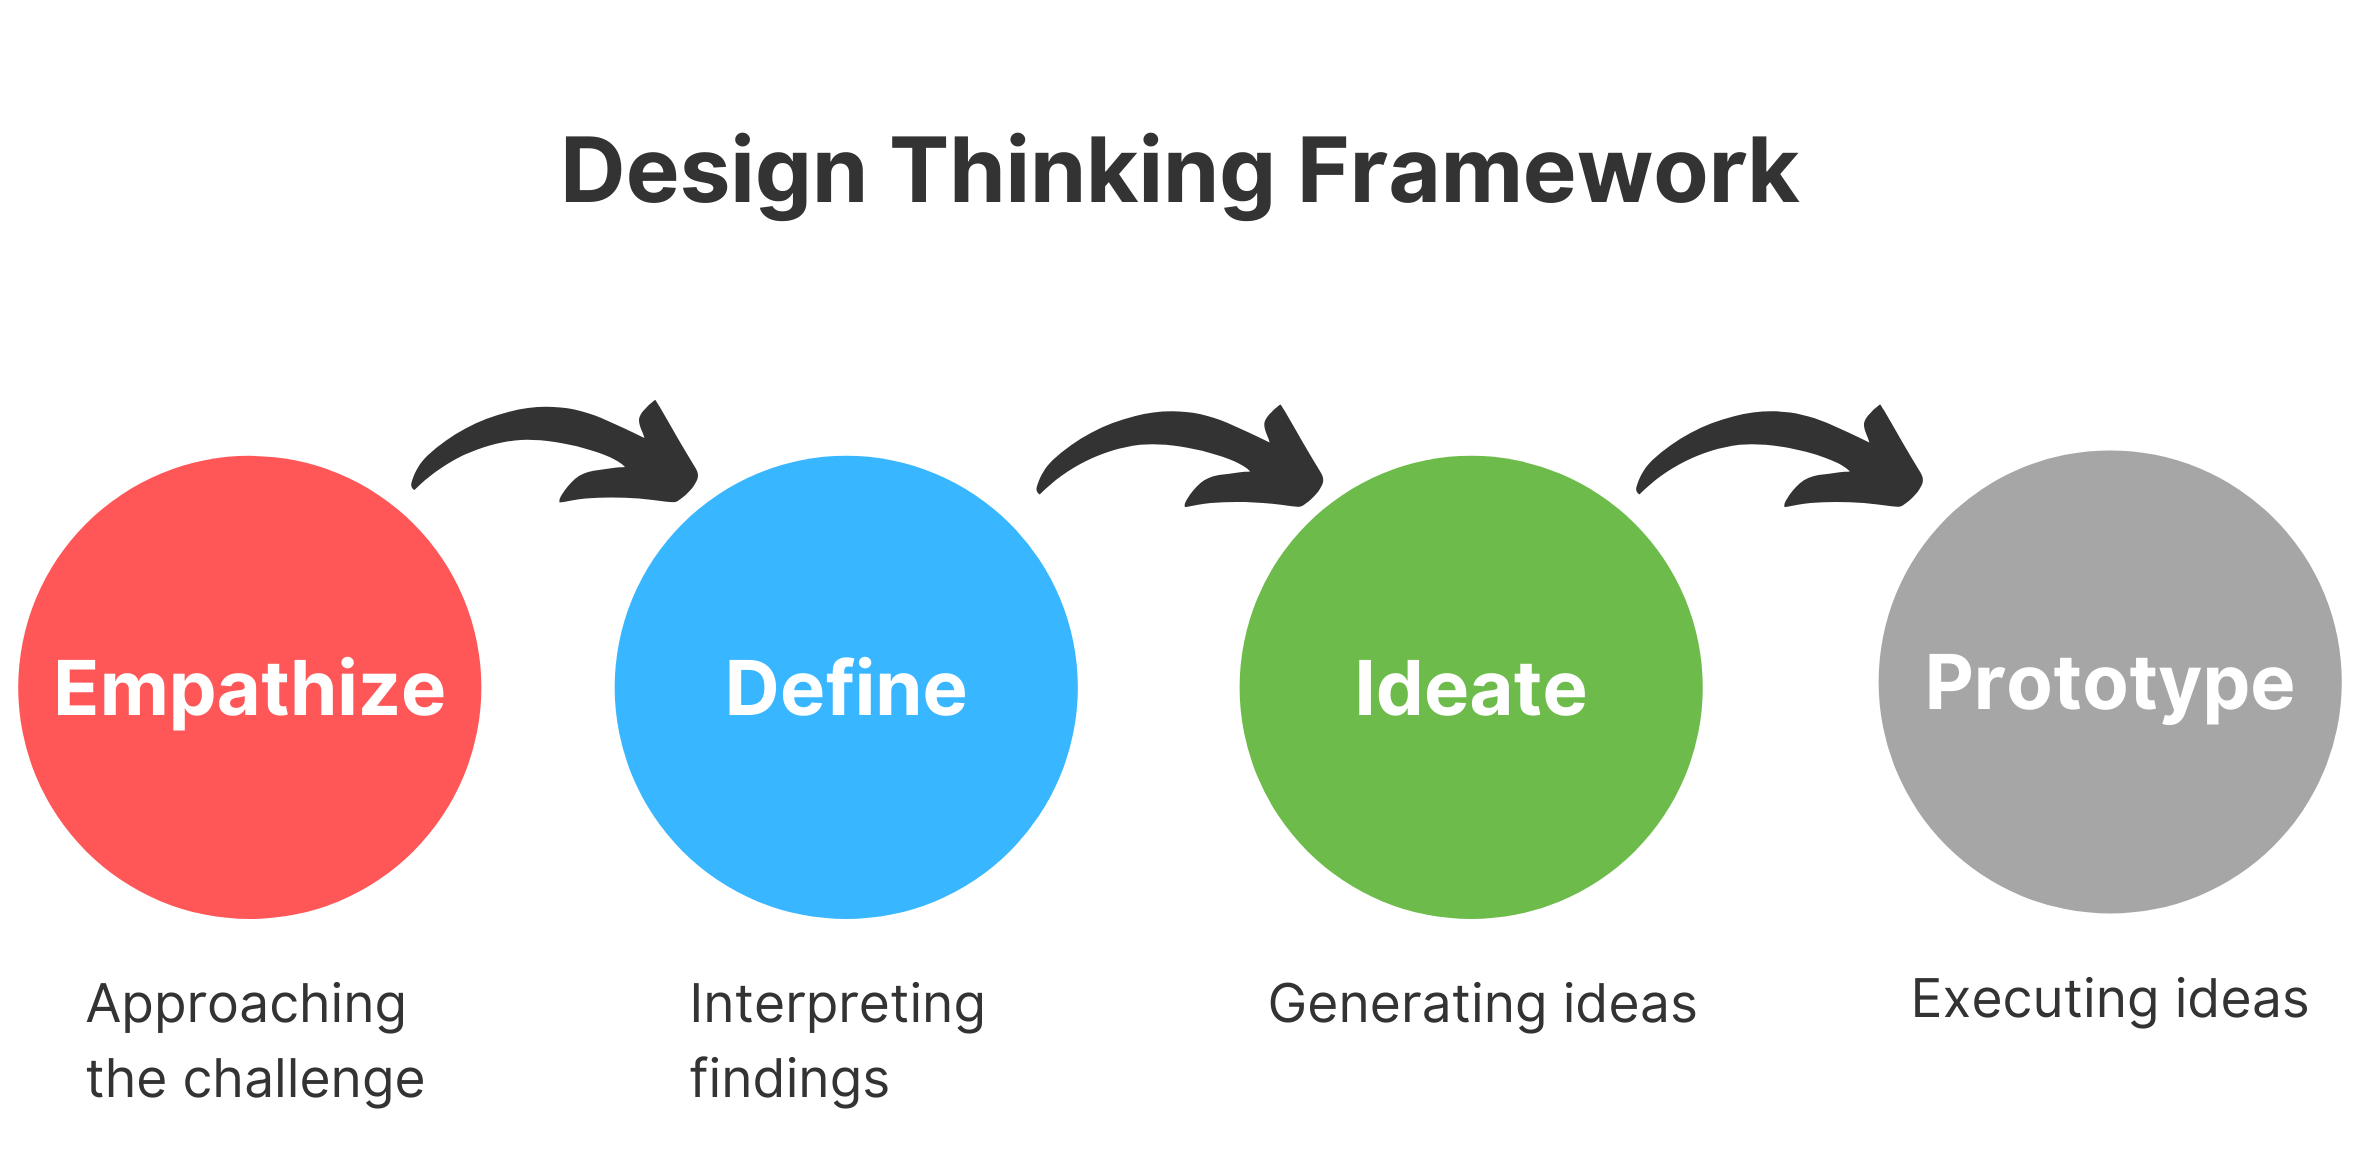 Design Thinking Framework
Empathize
Define
Ideate
Prototype
Approaching
the challenge
Interpreting
findings
Generating ideas
Executing ideas